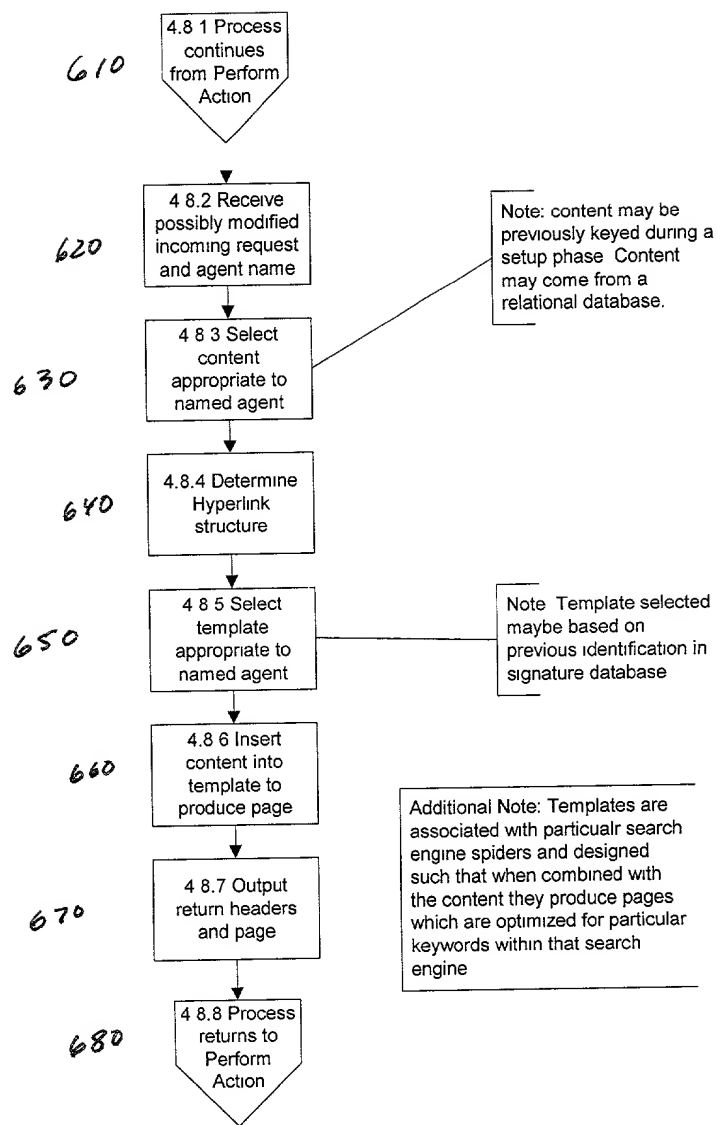 610
4.8 1 Process
continues
from Perform
Action
620
4 8.2 Receive
possibly modified
incoming request
and agent name
Note: content may be
previously keyed during a
setup phase Content
may come from a
relational database.
630
4 8 3 Select
content
appropriate to
named agent
640
4.8.4 Determine
Hyperlink
structure
650
4 8 5 Select
template
appropriate to
named agent
Note Template selected
maybe based on
previous identification in
signature database
660
4.8 6 Insert
content into
template to
produce page
Additional Note: Templates are
associated with particualr search
engine spiders and designed
such that when combined with
the content they produce pages
which are optimized for particular
keywords within that search
engine
670
4 8.7 Output
return headers
and page
680
4 8.8 Process
returns to
Perform
Action